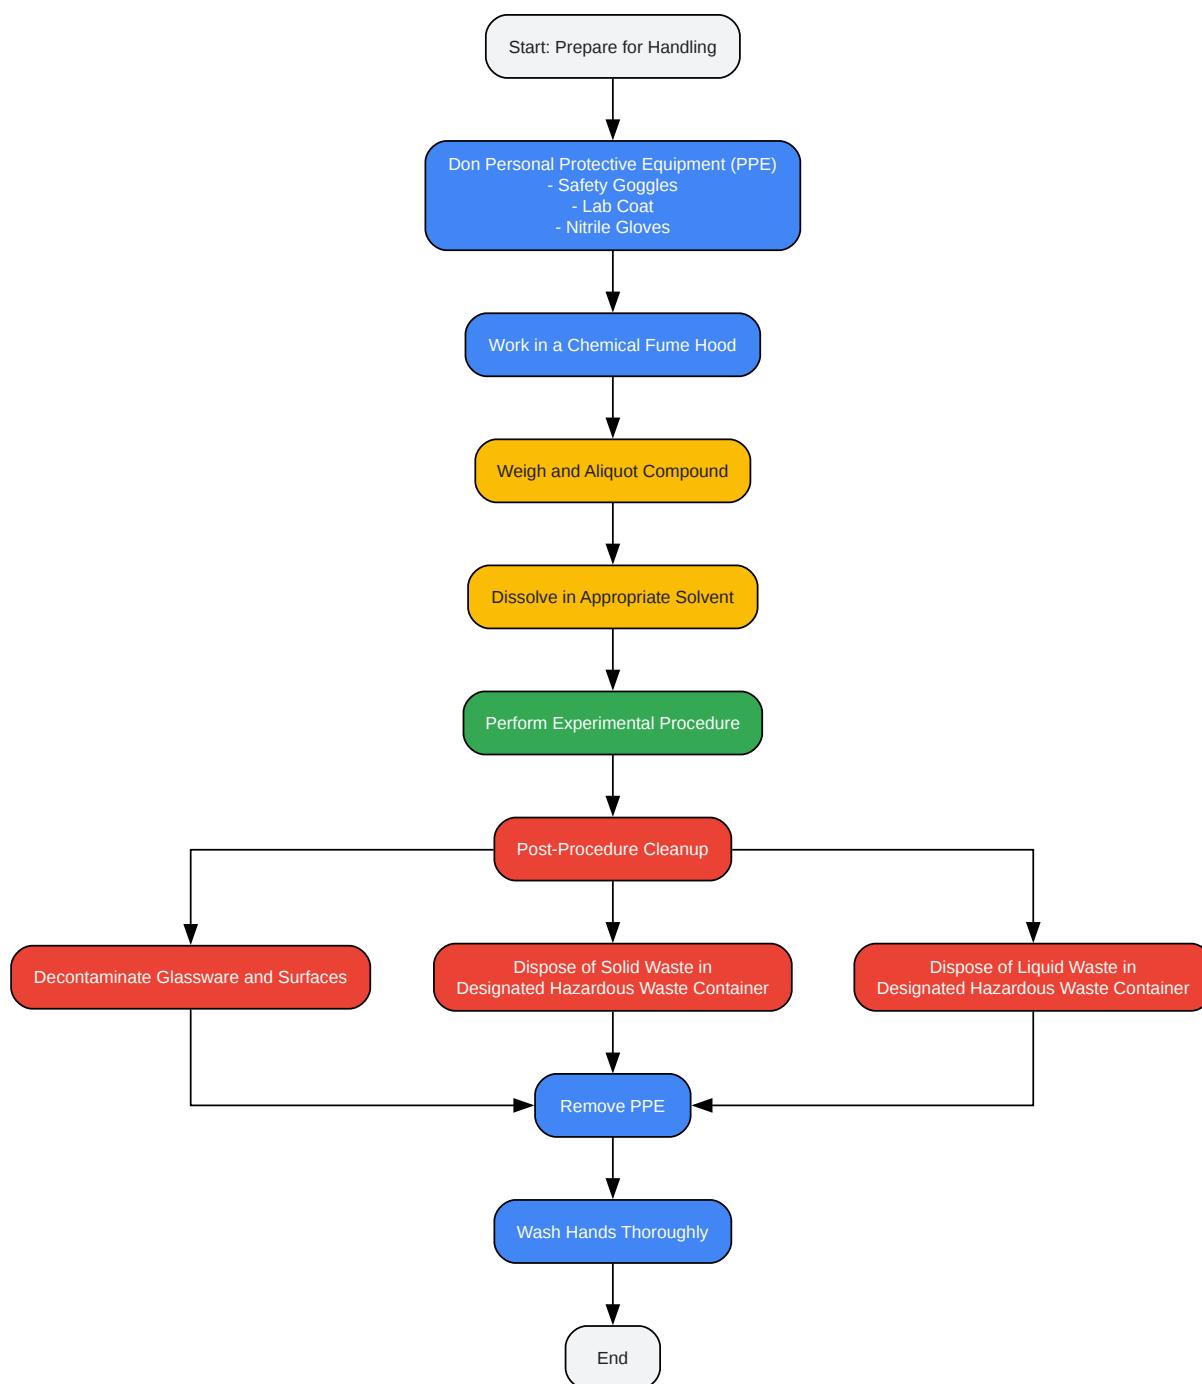 Start: Prepare for Handling
Don Personal Protective Equipment (PPE)
- Safety Goggles
- Lab Coat
- Nitrile Gloves
Work in a Chemical Fume Hood
Weigh and Aliquot Compound
Dissolve in Appropriate Solvent
Perform Experimental Procedure
Post-Procedure Cleanup
Decontaminate Glassware and Surfaces
Dispose of Solid Waste in
Designated Hazardous Waste Container
Dispose of Liquid Waste in
Designated Hazardous Waste Container
Remove PPE
Wash Hands Thoroughly
End